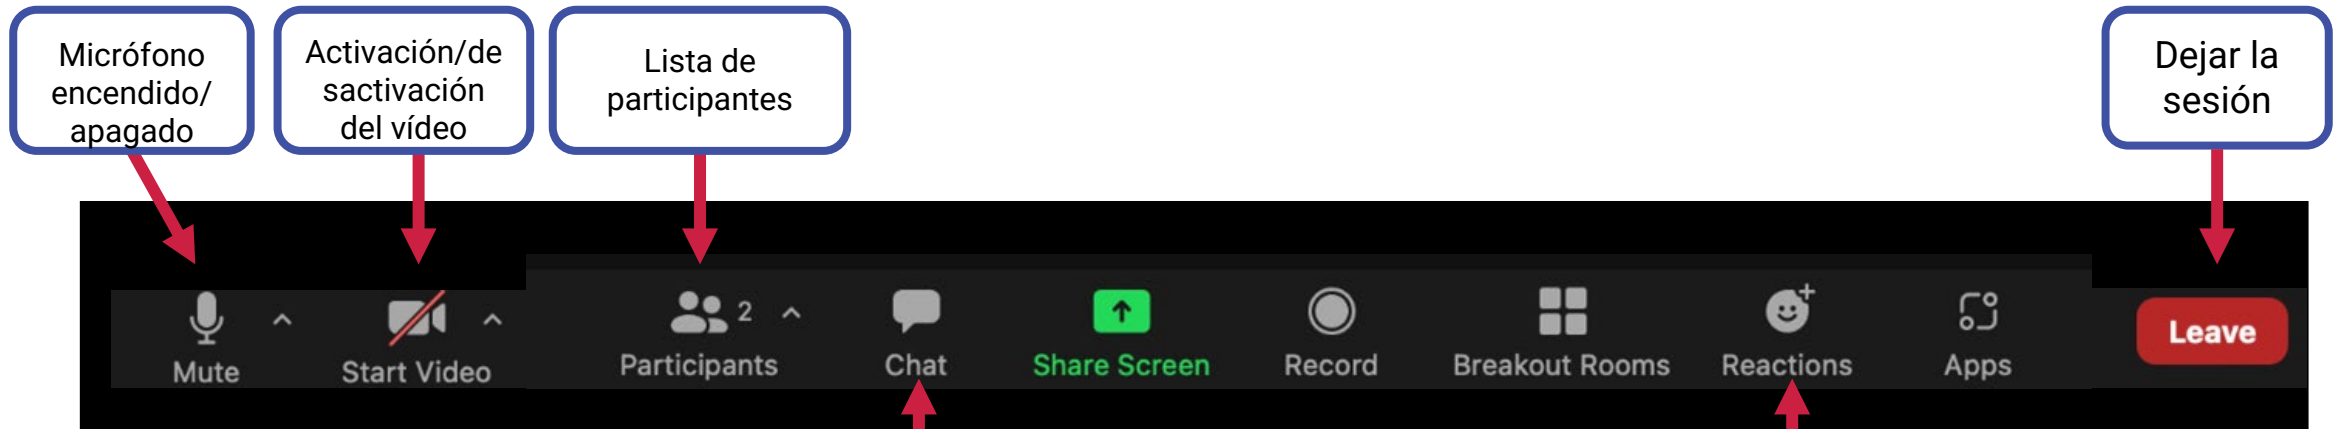 Micrófono
encendido/
apagado
Activación/de
sactivación
del vídeo
Lista de
participantes
Dejar la
sesión
Mute
Start Video
Participants
2
Chat
Share Screen
Record
Breakout Rooms
Reactions
Apps
Leave